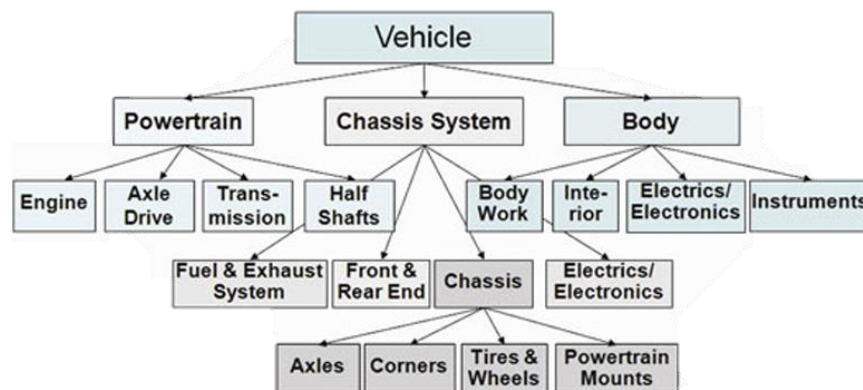 Vehicle
Powertrain
Chassis System
Body
Engine
Axle
Drive
Trans-
mission
Half
Shafts
Body
Work
Inte-
rior
Electrics/
Electronics
Instruments
Fuel & Exhaust
System
Front &
Rear End
Chassis
Electrics/
Electronics
Axles
Corners
Tires &
Wheels
Powertrain
Mounts